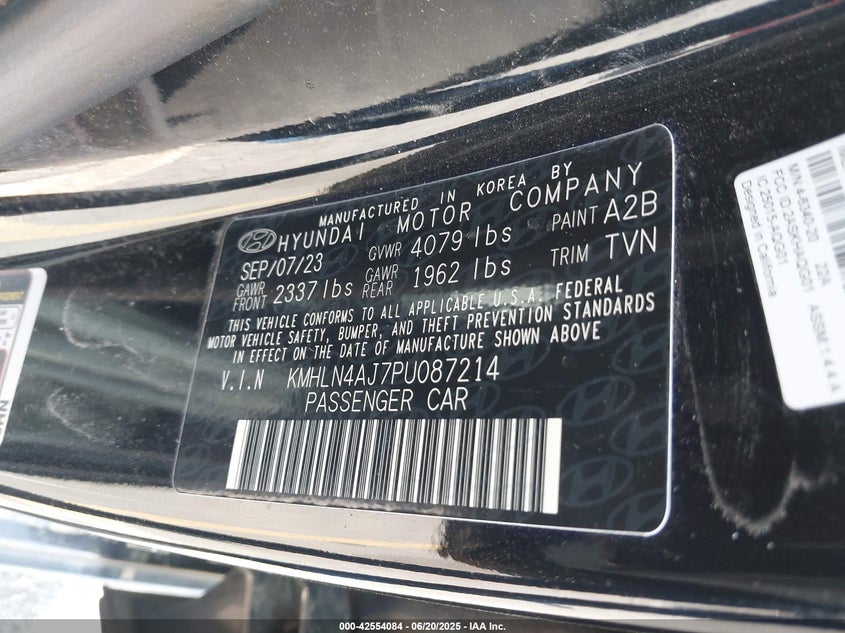 MANUFACTURED IN KOREA BY
HYUNDAI MOTOR COMPANY
SEP/07/23 GVWR 4079 lbs PAINT A2B
GAWR FRONT 2337 lbs GAWR REAR 1962 lbs TRIM TVN
THIS VEHICLE CONFORMS TO ALL APPLICABLE U.S.A. FEDERAL
MOTOR VEHICLE SAFETY, BUMPER, AND THEFT PREVENTION STANDARDS
IN EFFECT ON THE DATE OF MANUFACTURE SHOWN ABOVE
V.I.N KMHLN4AJ7PU087214
PASSENGER CAR
Designed in California
000-42554084 - 06/20/2025 - IAA Inc.